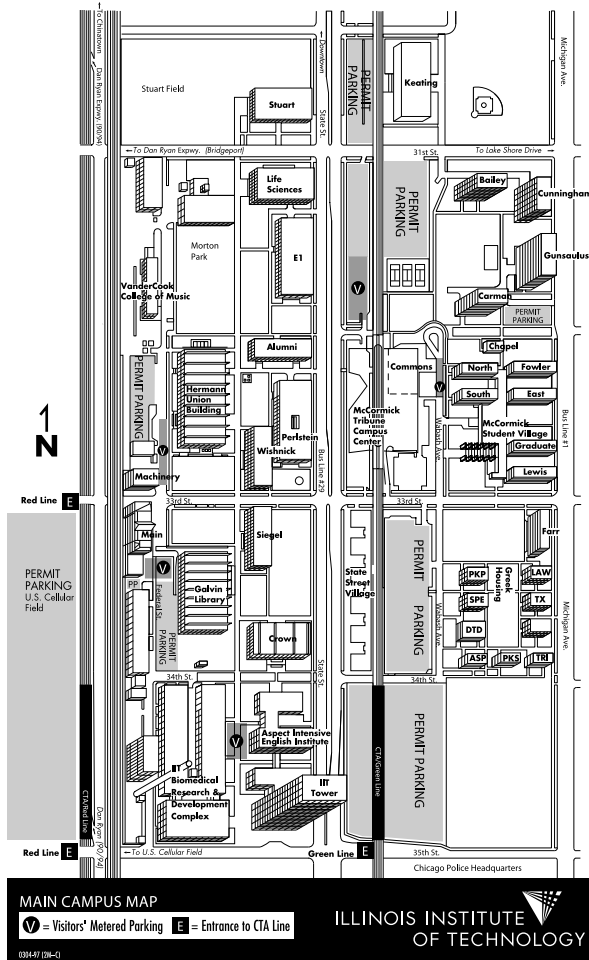 To Chinatown
Dan Ryan Expwy. (90/94)
Stuart Field
Stuart
Downtown
State St.
PERMIT
PARKING
Keating
Michigan Ave.
To Dan Ryan Expwy. (Bridgeport)
31st St.
To Lake Shore Drive
Life
Sciences
PERMIT
PARKING
Bailey
Cunningham
Morton
Park
E1
Gunsaulus
VanderCook
College of Music
V
Carman
PERMIT
PARKING
Alumni
Chapel
Commons
North
Fowler
PERMIT PARKING
Hermann
Union
Building
V
South
East
McCormick
Tribune
Campus
Center
McCormick
Student Village
Bus Line #1
N
Perlstein
Wishnick
Bus Line #29
Wabash Ave.
Graduate
V
Machinery
Lewis
Red Line E
33rd St.
33rd St.
Main
Siegel
Farr
PERMIT
PARKING
U.S. Cellular
Field
V
PP
Federal St.
Galvin
Library
PERMIT
PARKING
State
Street
Village
PERMIT
PARKING
Wabash Ave.
PKP
Greek
Housing
LAW
SPE
TX
Michigan Ave.
DTD
Crown
ASP
PKS
TRI
34th St.
State St.
34th St.
V
Aspect Intensive
English Institute
IIT
Biomedical
Research &
Development
Complex
IIT
Tower
CTA/Green Line
PERMIT
PARKING
CTA/Red Line
Dan Ryan (90/94)
Red Line E
To U.S. Cellular Field
Green Line E
35th St.
Chicago Police Headquarters
MAIN CAMPUS MAP
V = Visitors' Metered Parking E = Entrance to CTA Line
ILLINOIS INSTITUTE
OF TECHNOLOGY
0304-97 (2M–C)